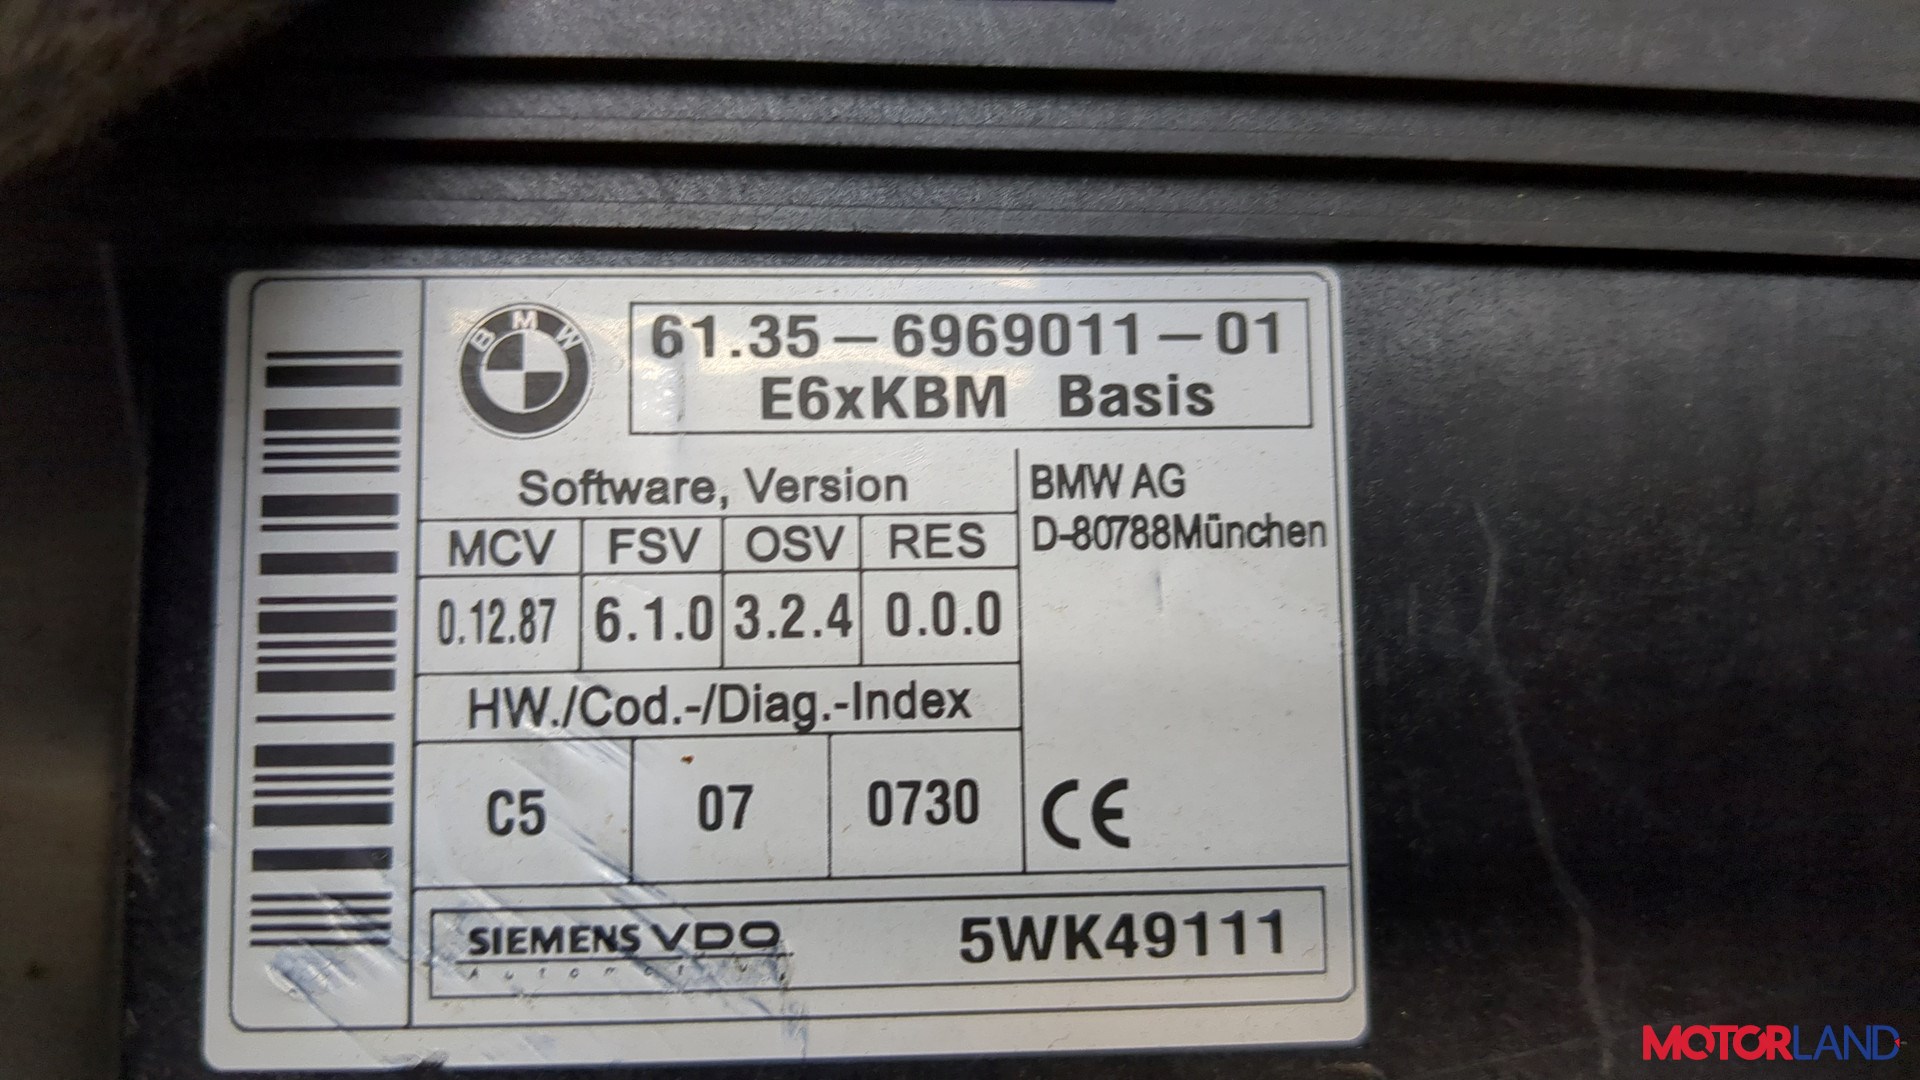 BMW
61.35-6969011-01
E6xKBM Basis
Software, Version
MCV FSV OSV RES
0.12.87 6.1.0 3.2.4 0.0.0
BMW AG
D-80788München
HW./Cod.-/Diag.-Index
C5 07 0730
CE
SIEMENS VDO
Automotive
5WK49111
MOTORLAND